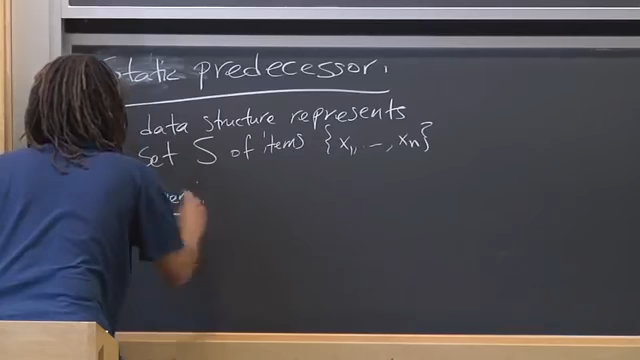 Static predecessor.
data structure represents
set S of items {x₁, ..., xₙ}